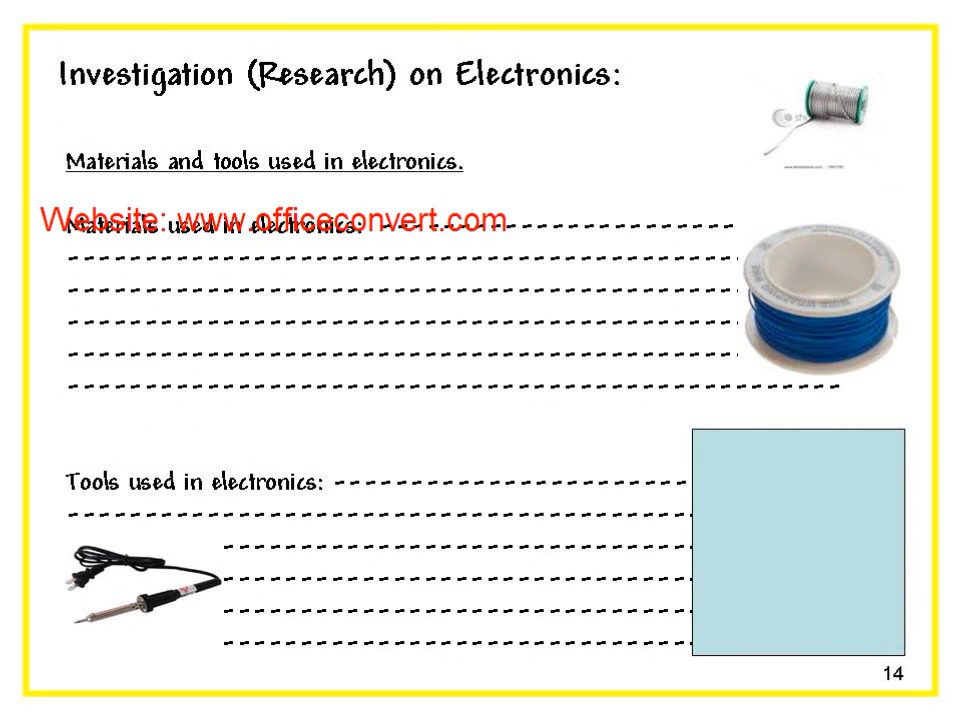 Investigation (Research) on Electronics:
Materials and tools used in electronics.
Website: www.officeconvert.com
Materials used in electronics: ------------------------
Tools used in electronics: ------------------------
14